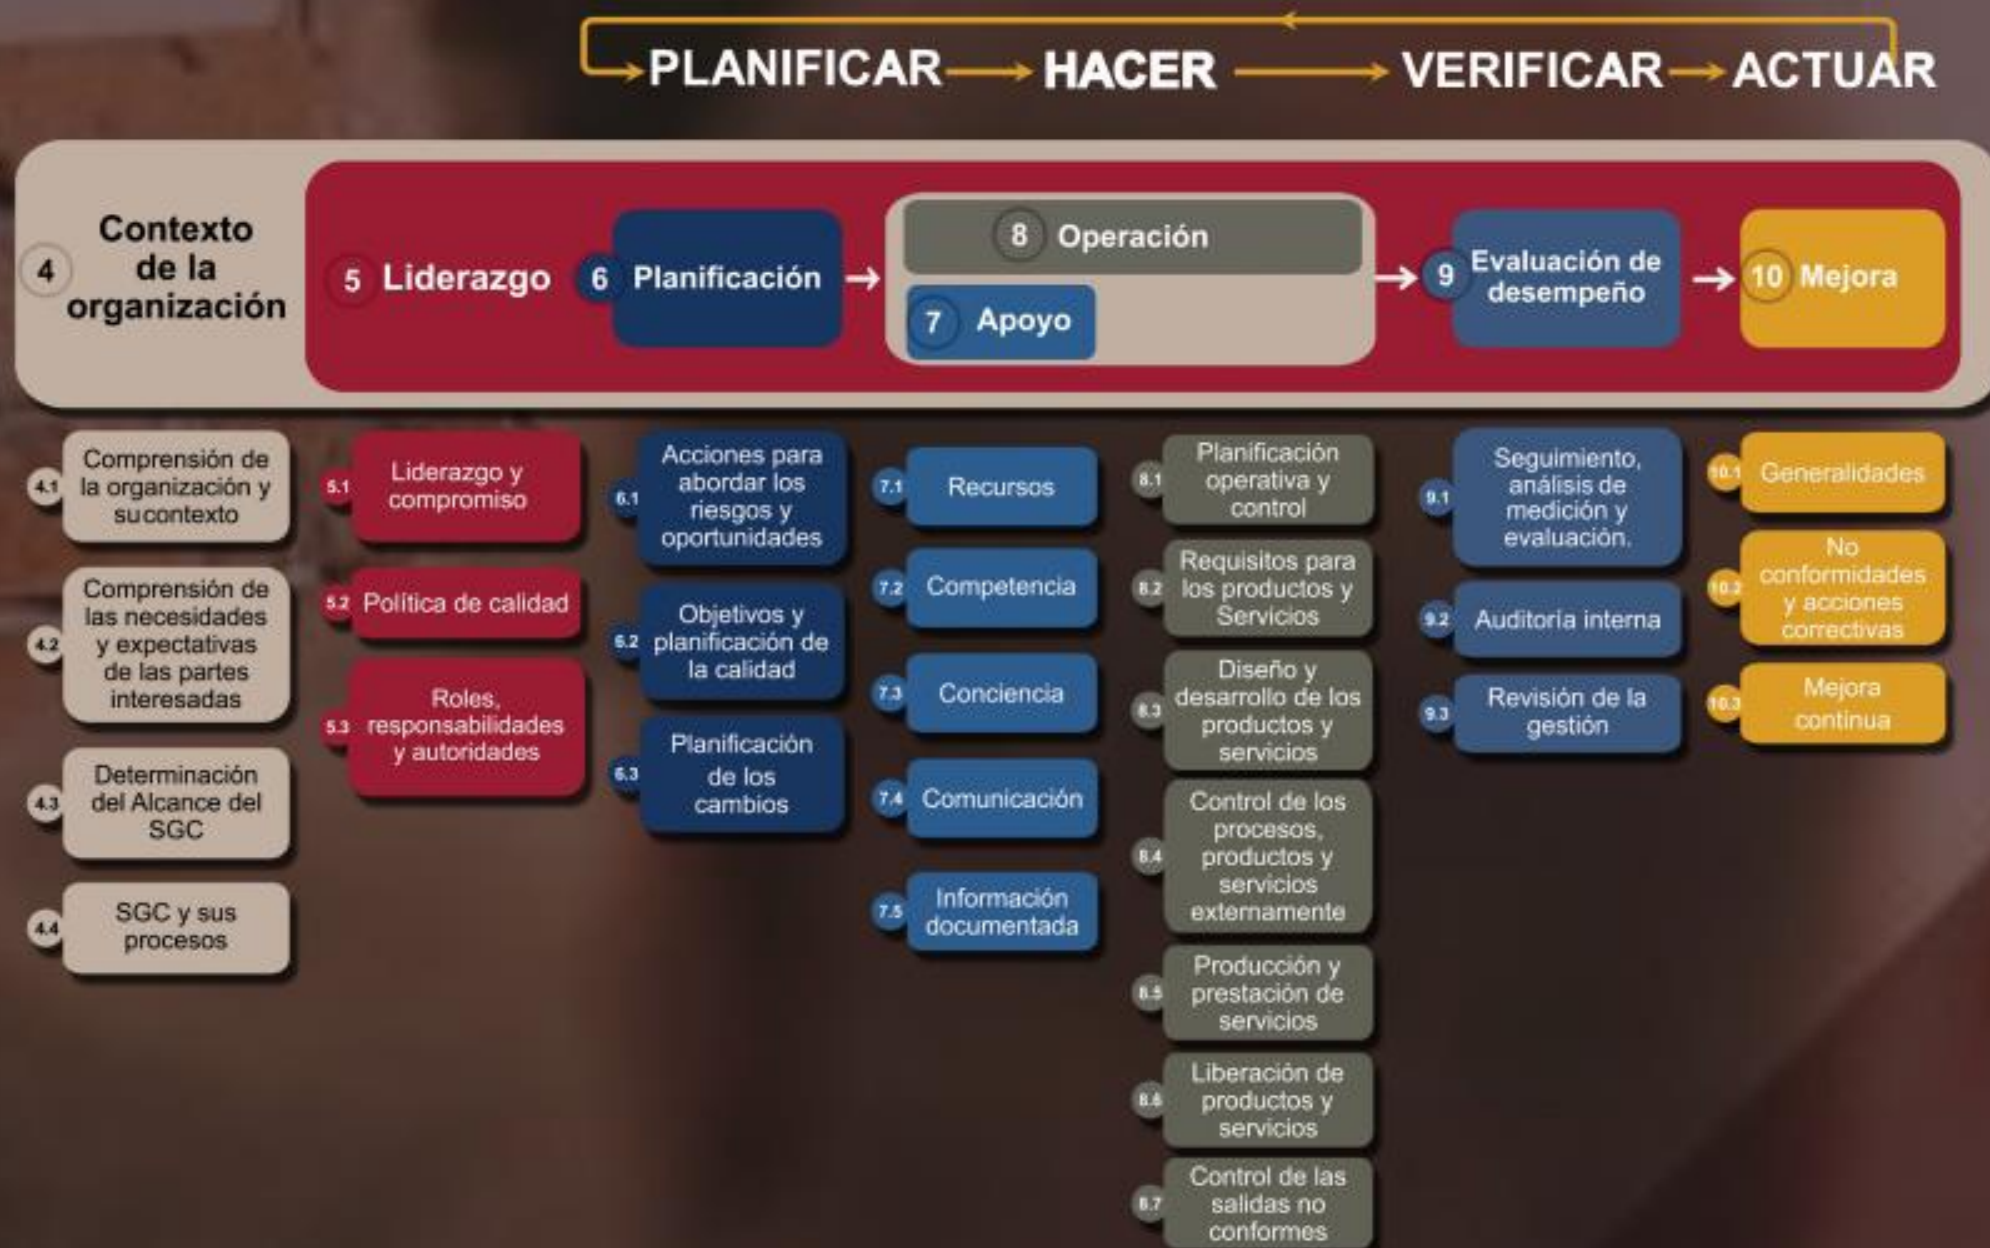 PLANIFICAR HACER VERIFICAR ACTUAR
4
Contexto
de la
organización
5 Liderazgo
6 Planificación
8 Operación
7 Apoyo
9
Evaluación de
desempeño
10 Mejora
4.1
Comprensión de
la organización y
sucontexto
4.2
Comprensión de
las necesidades
y expectativas
de las partes
interesadas
4.3
Determinación
del Alcance del
SGC
4.4
SGC y sus
procesos
5.1
Liderazgo y
compromiso
5.2 Política de calidad
5.3
Roles,
responsabilidades
y autoridades
6.1
Acciones para
abordar los
riesgos y
oportunidades
6.2
Objetivos y
planificación de
la calidad
6.3
Planificación
de los
cambios
7.1 Recursos
7.2 Competencia
7.3 Conciencia
7.4 Comunicación
7.5
Información
documentada
8.1
Planificación
operativa y
control
8.2
Requisitos para
los productos y
Servicios
8.3
Diseño y
desarrollo de los
productos y
servicios
8.4
Control de los
procesos,
productos y
servicios
externamente
8.5
Producción y
prestación de
servicios
8.6
Liberación de
productos y
servicios
8.7
Control de las
salidas no
conformes
9.1
Seguimiento,
análisis de
medición y
evaluación.
9.2 Auditoría interna
9.3
Revisión de la
gestión
10.1 Generalidades
10.2
No
conformidades
y acciones
correctivas
10.3
Mejora
continua